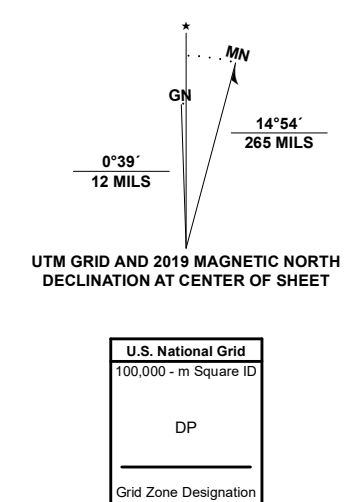 ★
MN
GN
14°54´
265 MILS
0°39´
12 MILS
UTM GRID AND 2019 MAGNETIC NORTH
DECLINATION AT CENTER OF SHEET
U.S. National Grid
100,000 - m Square ID
DP
Grid Zone Designation